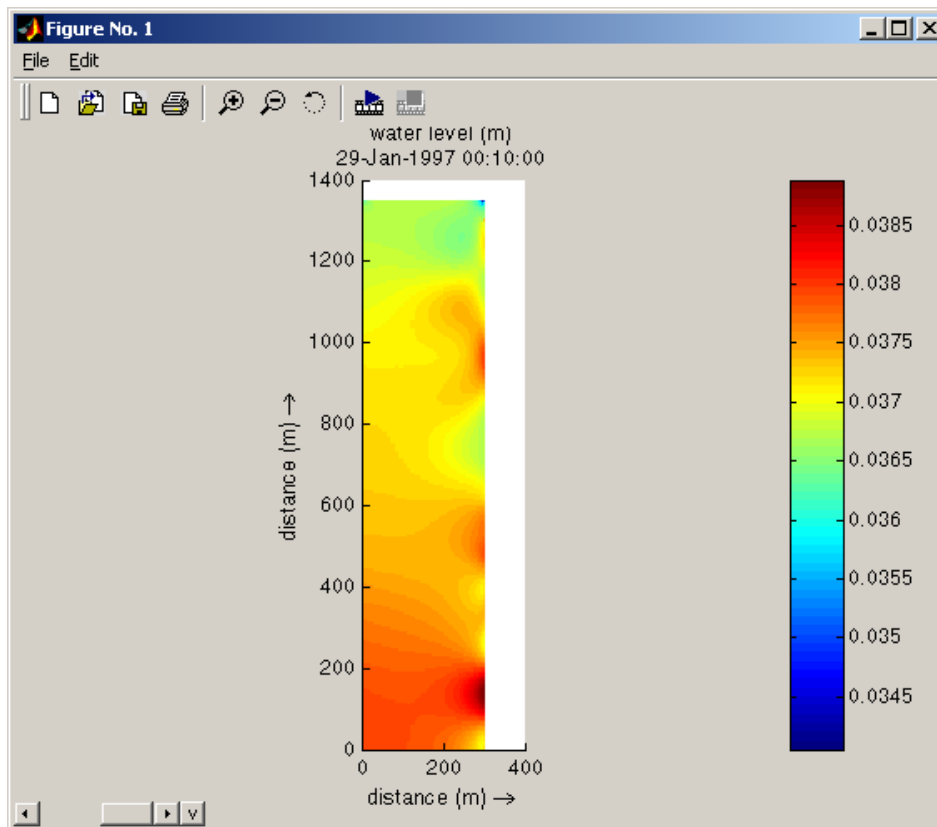 Figure No. 1
File Edit
water level (m)
29-Jan-1997 00:10:00
1400
1200
1000
800
600
400
200
0
distance (m) →
0 200 400
distance (m) →
0.0385
0.038
0.0375
0.037
0.0365
0.036
0.0355
0.035
0.0345
v